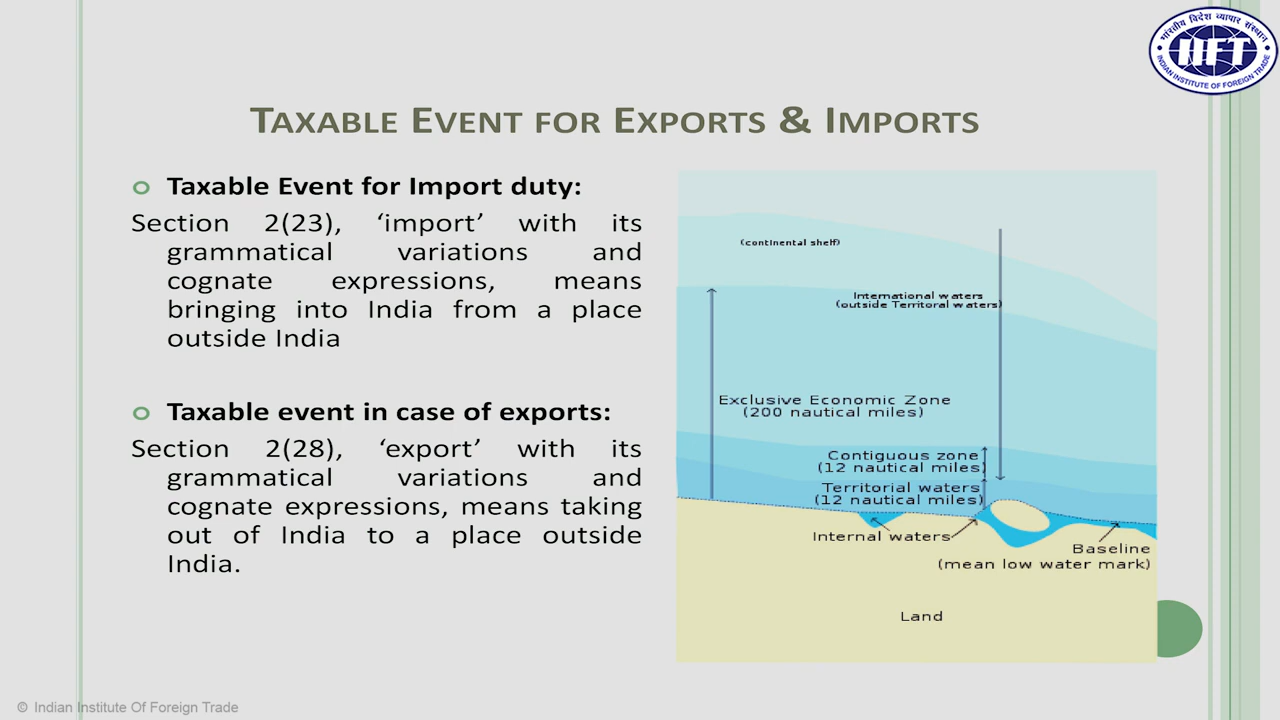 भारतीय विदेश व्यापार संस्थान
IIFT
INDIAN INSTITUTE OF FOREIGN TRADE
TAXABLE EVENT FOR EXPORTS & IMPORTS
Taxable Event for Import duty:
Section 2(23), ‘import’ with its
grammatical variations and
cognate expressions, means
bringing into India from a place
outside India
Taxable event in case of exports:
Section 2(28), ‘export’ with its
grammatical variations and
cognate expressions, means taking
out of India to a place outside
India.
(continental shelf)
International waters
(outside Territoral waters)
Exclusive Economic Zone
(200 nautical miles)
Contiguous zone
(12 nautical miles)
Territorial waters
(12 nautical miles)
Internal waters
Baseline
(mean low water mark)
Land
© Indian Institute Of Foreign Trade